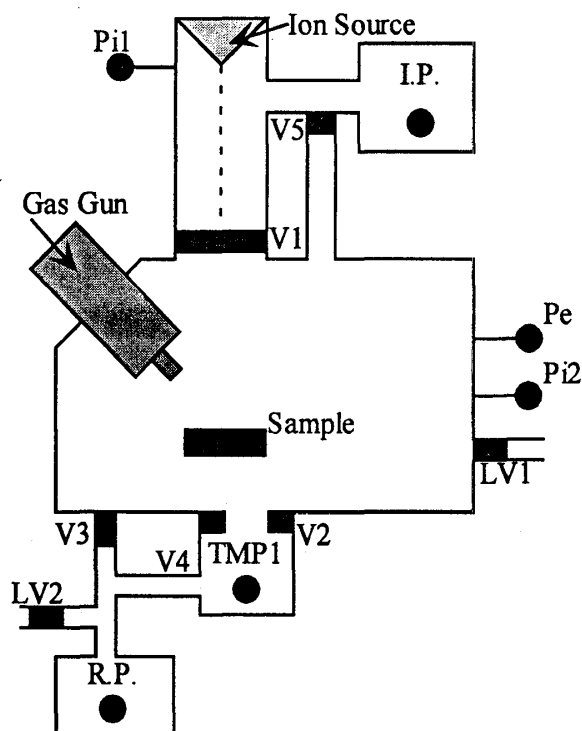 Ion Source
Pi1
I.P.
V5
Gas Gun
V1
Pe
Pi2
Sample
LV1
V3
V2
V4
TMP1
LV2
R.P.